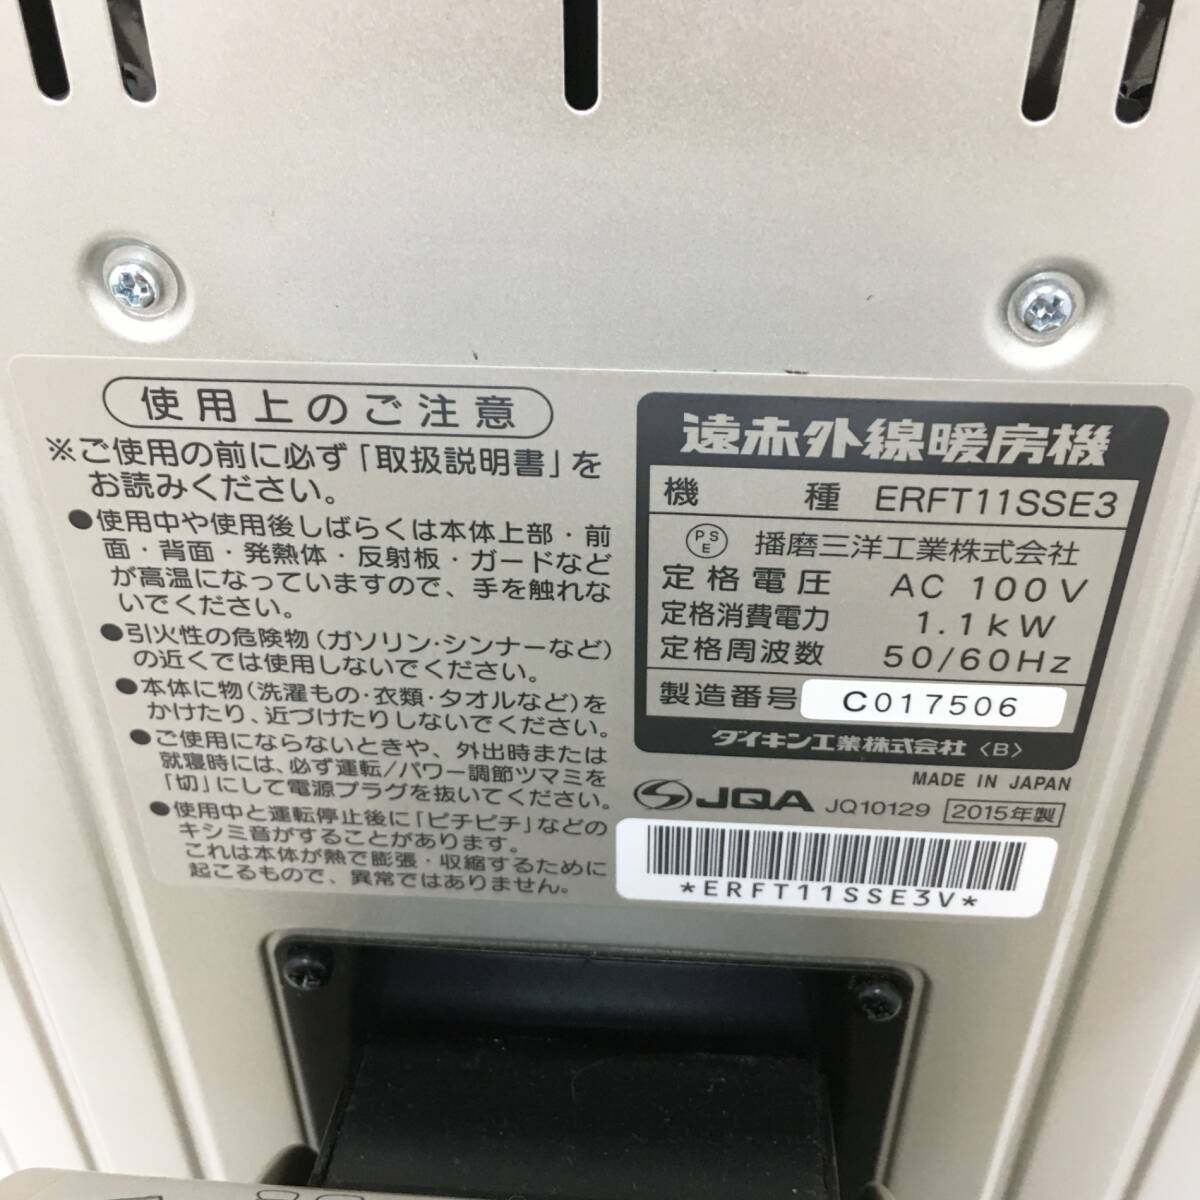 使用上のご注意
※ご使用の前に必ず「取扱説明書」を
お読みください。
●使用中や使用後しばらくは本体上部・前
面・背面・発熱体・反射板・ガードなど
が高温になっていますので、手を触れな
いでください。
●引火性の危険物(ガソリン・シンナーなど)
の近くでは使用しないでください。
●本体に物(洗濯もの・衣類・タオルなど)を
かけたり、近づけたりしないでください。
●ご使用にならないときや、外出時または
就寝時には、必ず運転/パワー調節ツマミを
「切」にして電源プラグを抜いてください。
●使用中と運転停止後に「ピチピチ」などの
キシミ音がすることがあります。
これは本体が熱で膨張・収縮するために
起こるもので、異常ではありません。
遠赤外線暖房機
機種 ERFT11SSE3
PSE 播磨三洋工業株式会社
定格電圧 AC 100V
定格消費電力 1.1kW
定格周波数 50/60Hz
製造番号 C017506
ダイキン工業株式会社〈B〉
MADE IN JAPAN
JQA JQ10129 2015年製
*ERFT11SSE3V*